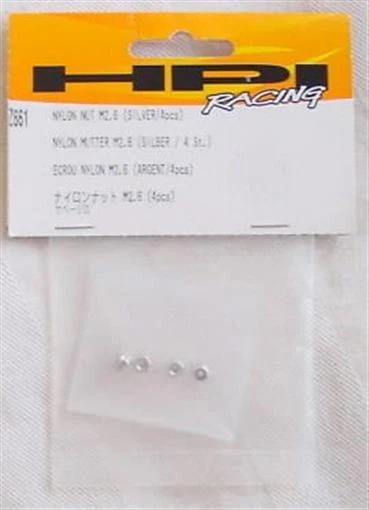 HPI
RACING
Z661
NYLON NUT M2.6 (SILVER/4pcs)
NYLON MUTTER M2.6 (SILBER / 4 St.)
ECROU NYLON M2.6 (ARGENT/4pcs)
ナイロンナット M2.6 (4pcs)